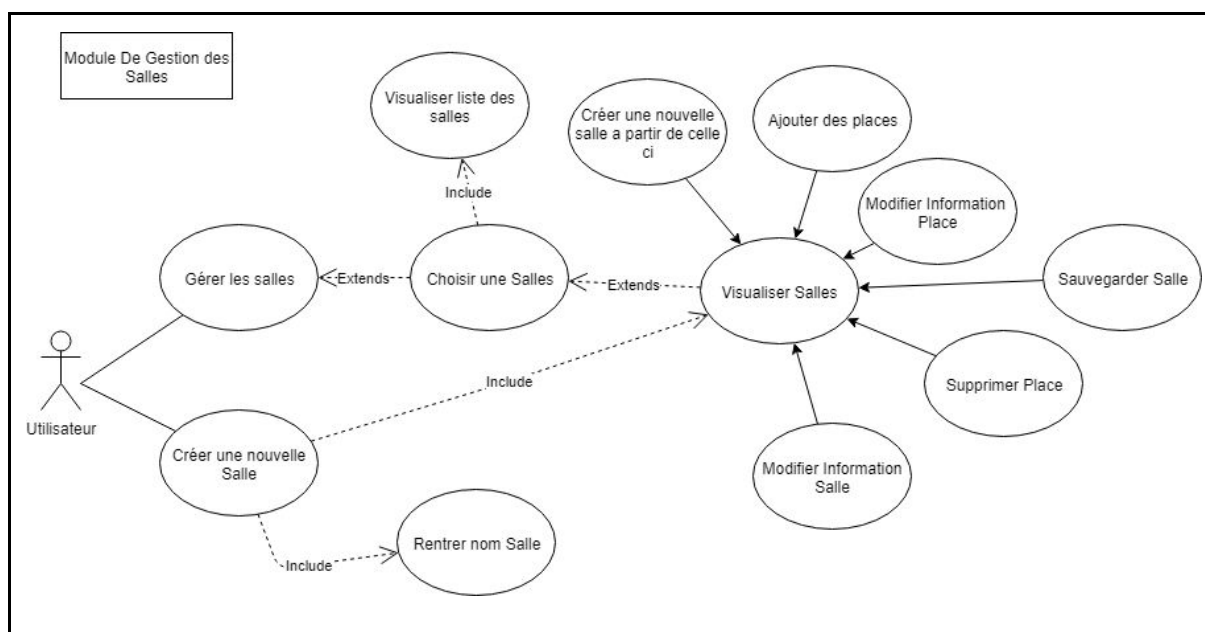 Module De Gestion des
Salles
Visualiser liste des
salles
Créer une nouvelle
salle a partir de celle
ci
Ajouter des places
Include
Modifier Information
Place
Gérer les salles
Extends
Choisir une Salles
Extends
Visualiser Salles
Sauvegarder Salle
Include
Supprimer Place
Utilisateur
Créer une nouvelle
Salle
Modifier Information
Salle
Rentrer nom Salle
Include